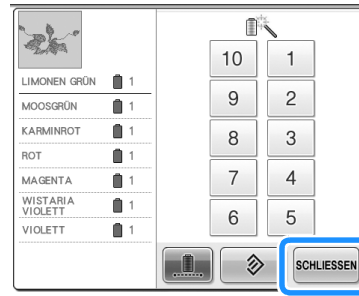 LIMONEN GRÜN 1
MOOSGRÜN 1
KARMINROT 1
ROT 1
MAGENTA 1
WISTARIA
VIOLETT 1
VIOLETT 1
10 1
9 2
8 3
7 4
6 5
SCHLIESSEN